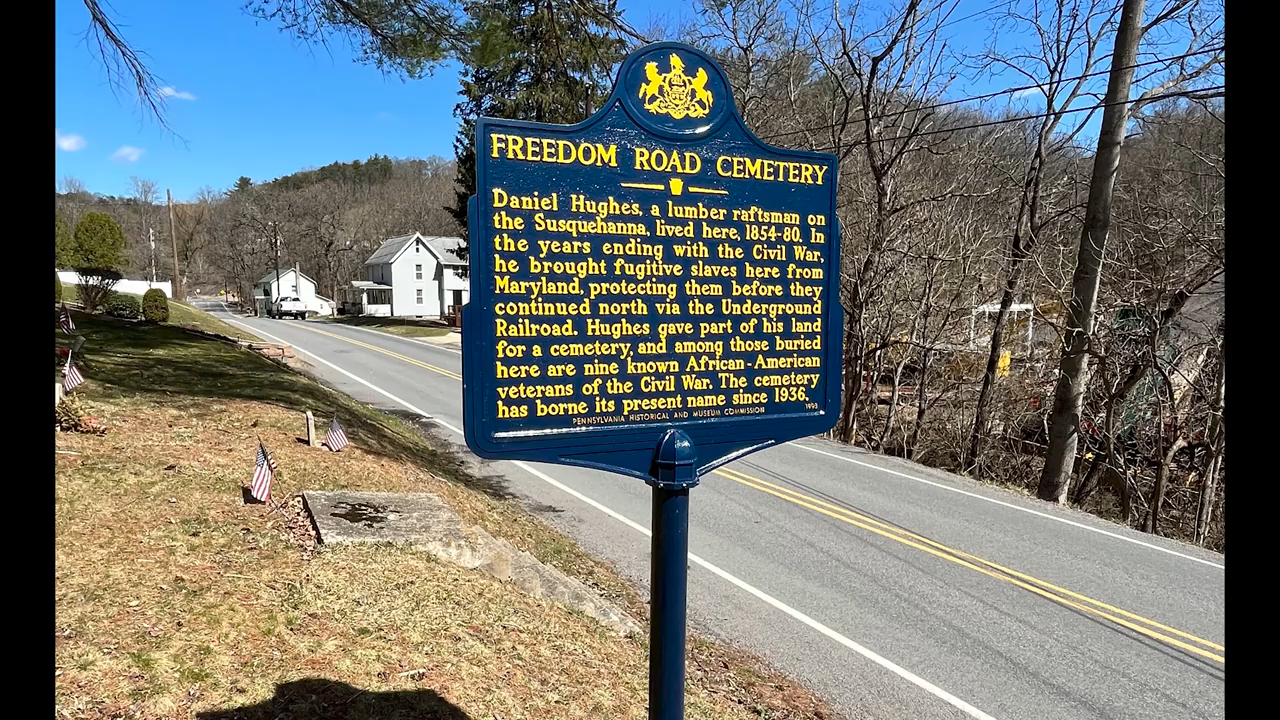 FREEDOM ROAD CEMETERY
Daniel Hughes, a lumber raftsman on
the Susquehanna, lived here, 1854-80. In
the years ending with the Civil War,
he brought fugitive slaves here from
Maryland, protecting them before they
continued north via the Underground
Railroad. Hughes gave part of his land
for a cemetery, and among those buried
here are nine known African-American
veterans of the Civil War. The cemetery
has borne its present name since 1936.
PENNSYLVANIA HISTORICAL AND MUSEUM COMMISSION 1993